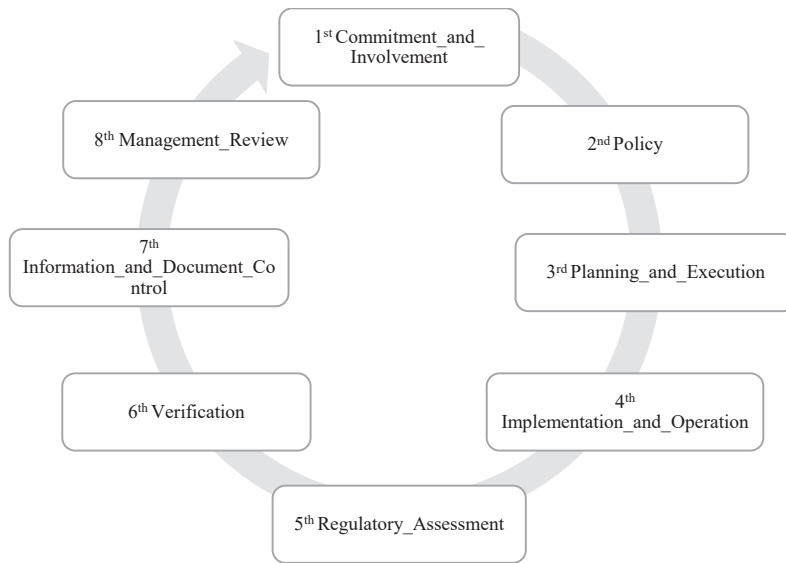 1st Commitment_and_
Involvement
2nd Policy
3rd Planning_and_Execution
4th
Implementation_and_Operation
5th Regulatory_Assessment
6th Verification
7th
Information_and_Document_Co
ntrol
8th Management_Review